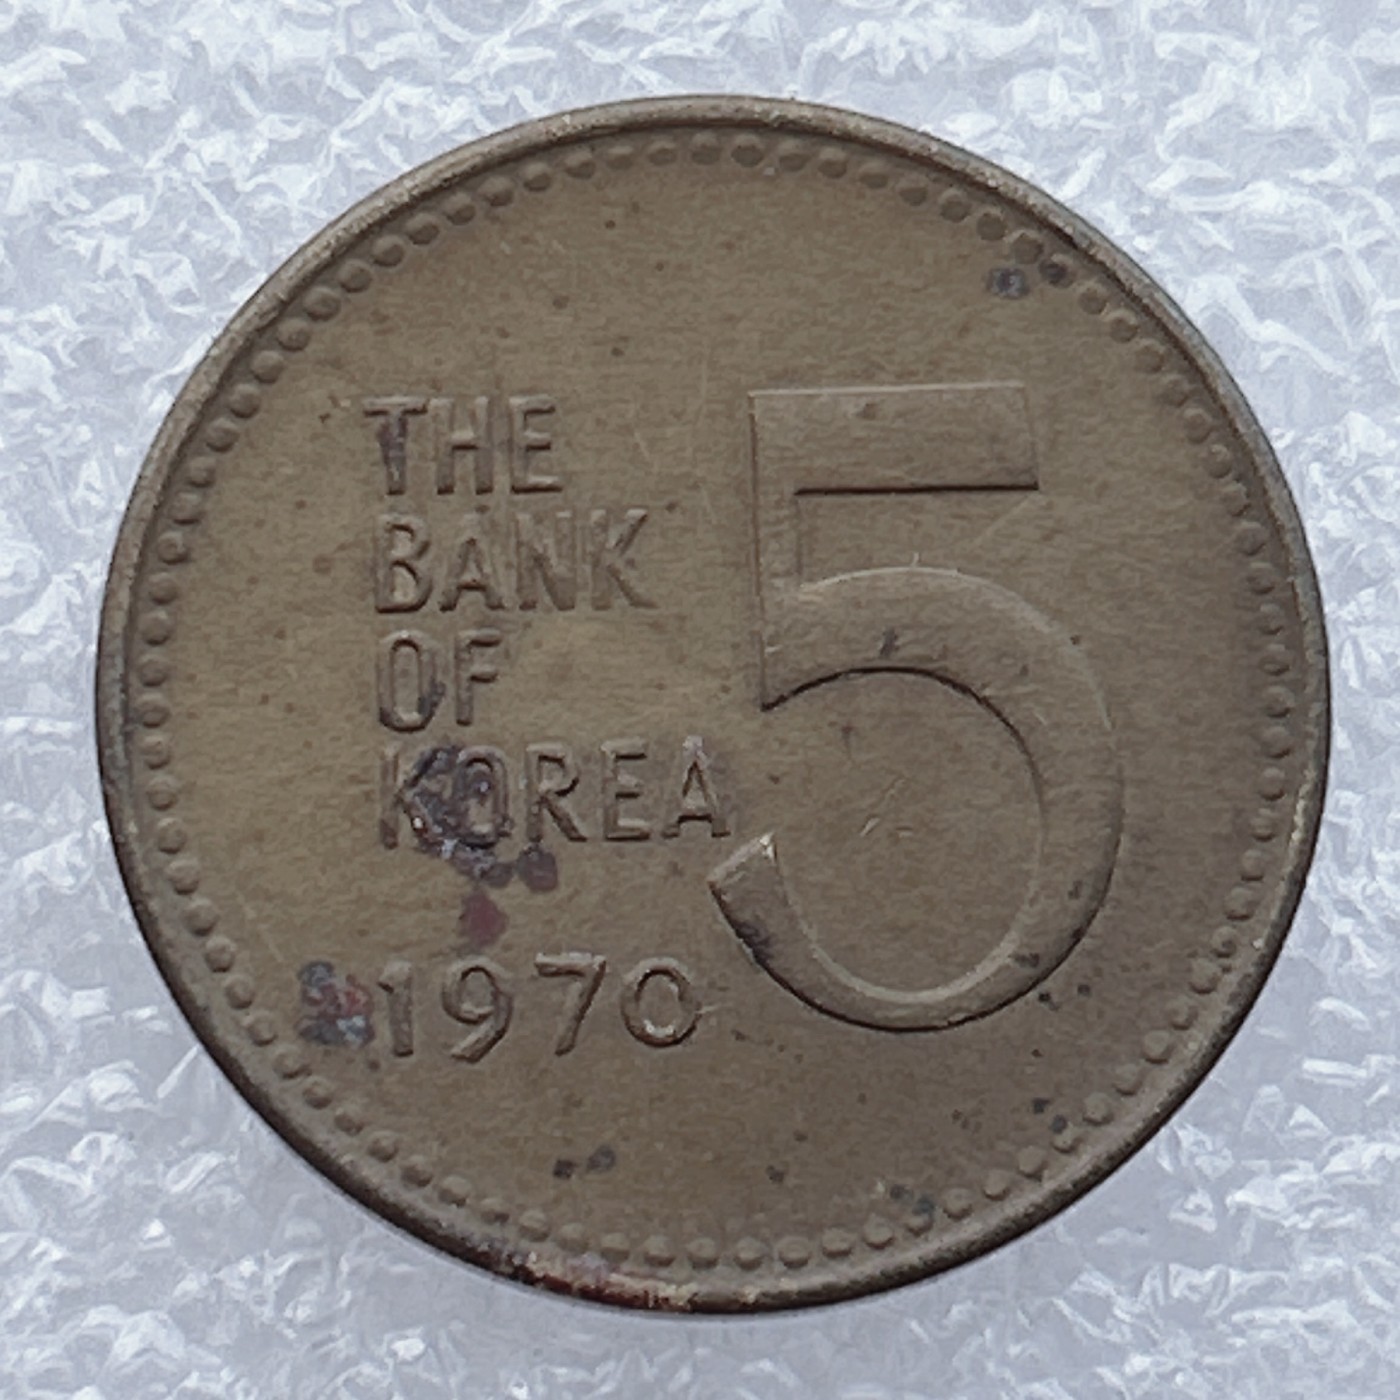 THE
BANK
OF
KOREA
1970
5